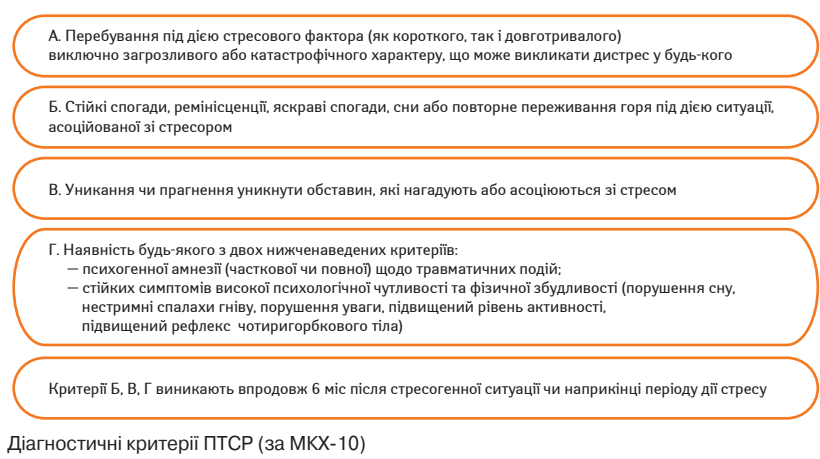 А. Перебування під дією стресового фактора (як короткого, так і довготривалого)
виключно загрозливого або катастрофічного характеру, що може викликати дистрес у будь-кого
Б. Стійкі спогади, ремінісценції, яскраві спогади, сни або повторне переживання горя під дією ситуації,
асоційованої зі стресором
В. Уникання чи прагнення уникнути обставин, які нагадують або асоціюються зі стресом
Г. Наявність будь-якого з двох нижченаведених критеріїв:
— психогенної амнезії (часткової чи повної) щодо травматичних подій;
— стійких симптомів високої психологічної чутливості та фізичної збудливості (порушення сну,
нестримні спалахи гніву, порушення уваги, підвищений рівень активності,
підвищений рефлекс чотиригорбкового тіла)
Критерії Б, В, Г виникають впродовж 6 міс після стресогенної ситуації чи наприкінці періоду дії стресу
Діагностичні критерії ПТСР (за МКХ-10)